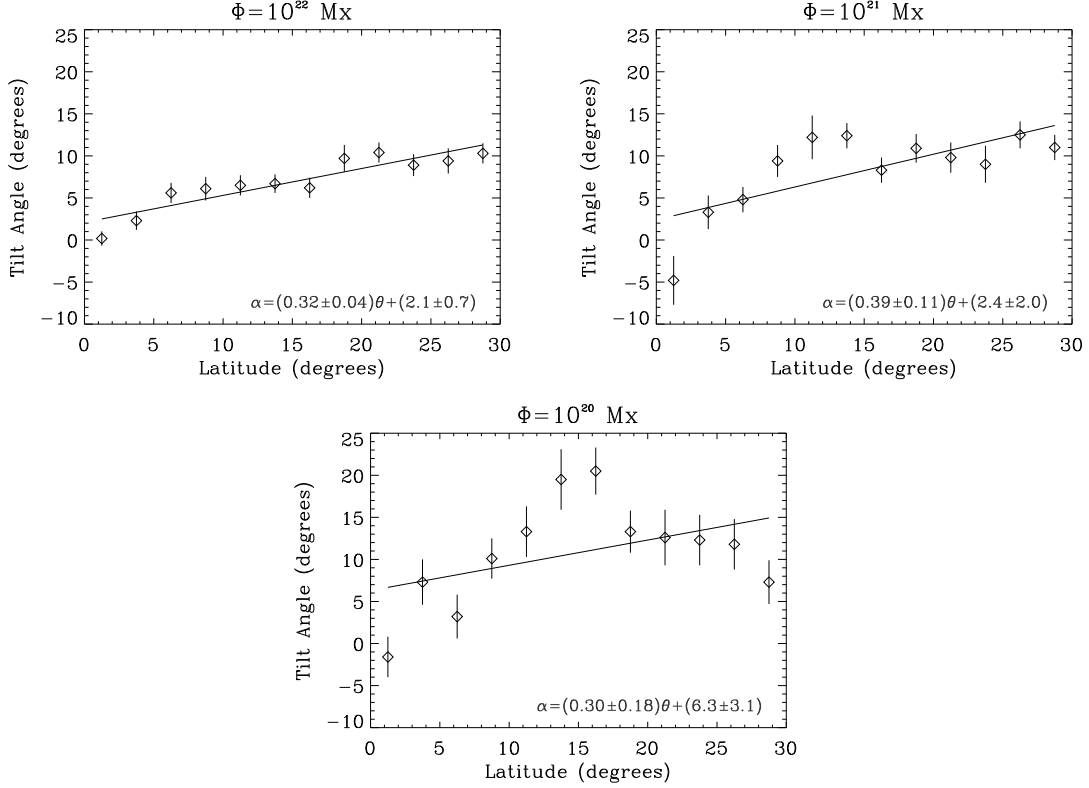 Φ=10²² Mx
25
20
15
10
5
0
−5
−10
Tilt Angle (degrees)
α=(0.32±0.04)θ+(2.1±0.7)
0 5 10 15 20 25 30
Latitude (degrees)
Φ=10²¹ Mx
25
20
15
10
5
0
−5
−10
Tilt Angle (degrees)
α=(0.39±0.11)θ+(2.4±2.0)
0 5 10 15 20 25 30
Latitude (degrees)
Φ=10²⁰ Mx
25
20
15
10
5
0
−5
−10
Tilt Angle (degrees)
α=(0.30±0.18)θ+(6.3±3.1)
0 5 10 15 20 25 30
Latitude (degrees)